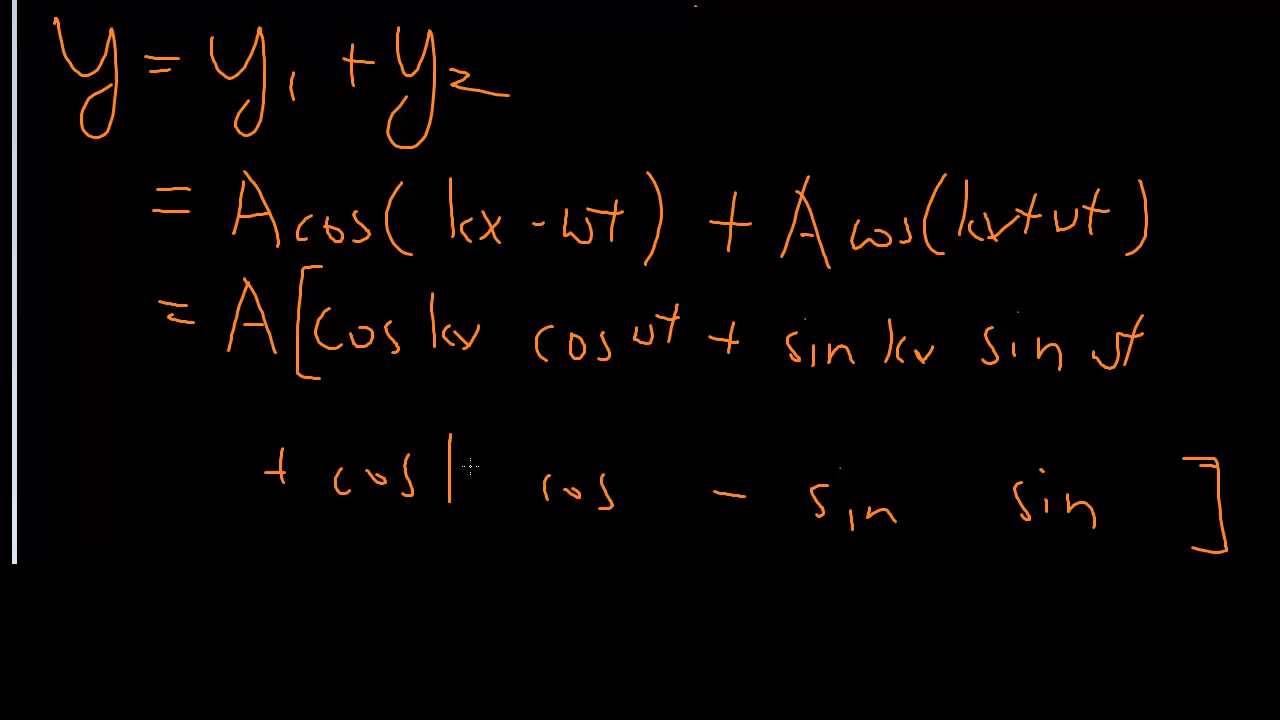 y = y₁ + y₂
= A cos( kx - ωt ) + A cos( kx + ωt )
= A [ cos kx cos ωt + sin kx sin ωt
+ cos | cos - sin sin ]